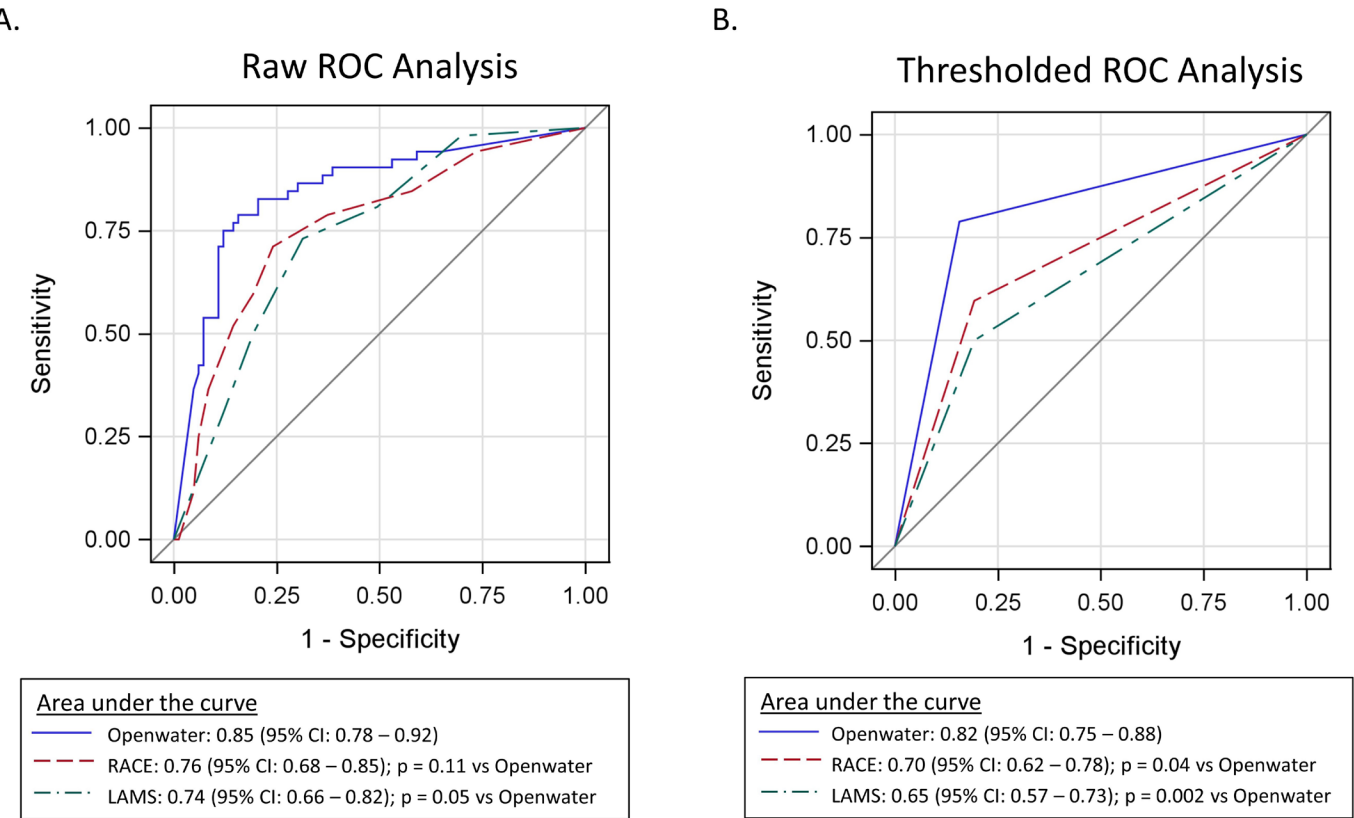 A.
Raw ROC Analysis
1.00
0.75
0.50
0.25
0.00
Sensitivity
0.00 0.25 0.50 0.75 1.00
1 - Specificity
Area under the curve
Openwater: 0.85 (95% CI: 0.78 – 0.92)
RACE: 0.76 (95% CI: 0.68 – 0.85); p = 0.11 vs Openwater
LAMS: 0.74 (95% CI: 0.66 – 0.82); p = 0.05 vs Openwater
B.
Thresholded ROC Analysis
1.00
0.75
0.50
0.25
0.00
Sensitivity
0.00 0.25 0.50 0.75 1.00
1 - Specificity
Area under the curve
Openwater: 0.82 (95% CI: 0.75 – 0.88)
RACE: 0.70 (95% CI: 0.62 – 0.78); p = 0.04 vs Openwater
LAMS: 0.65 (95% CI: 0.57 – 0.73); p = 0.002 vs Openwater